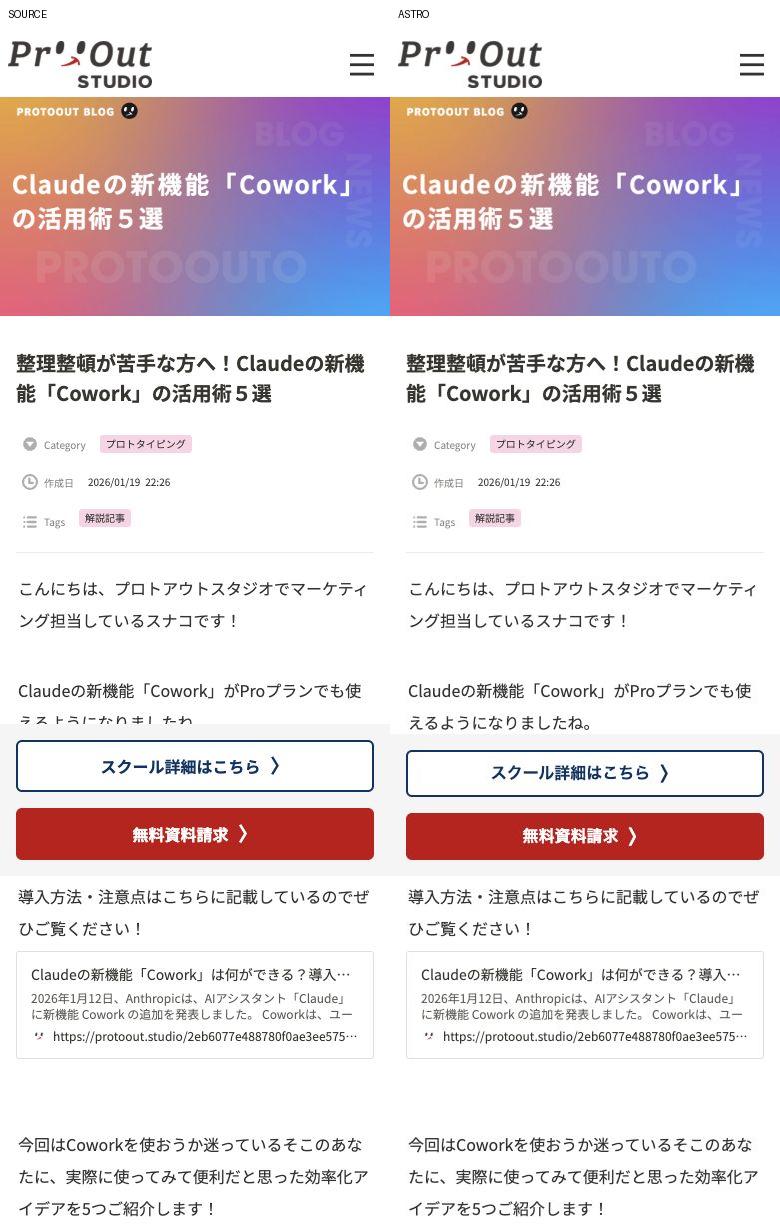 SOURCE
Pr Out
STUDIO
PROTOOUT BLOG
BLOG
NEWS
Claudeの新機能「Cowork」
の活用術５選
PROTOOUTO
整理整頓が苦手な方へ！Claudeの新機
能「Cowork」の活用術５選
Category プロトタイピング
作成日 2026/01/19 22:26
Tags 解説記事
こんにちは、プロトアウトスタジオでマーケティ
ング担当しているスナコです！
Claudeの新機能「Cowork」がProプランでも使
えるようになりましたね
スクール詳細はこちら 〉
無料資料請求 〉
導入方法・注意点はこちらに記載しているのでぜ
ひご覧ください！
Claudeの新機能「Cowork」は何ができる？導入…
2026年1月12日、Anthropicは、AIアシスタント「Claude」
に新機能 Cowork の追加を発表しました。 Coworkは、ユー
https://protoout.studio/2eb6077e488780f0ae3ee575…
今回はCoworkを使おうか迷っているそこのあな
たに、実際に使ってみて便利だと思った効率化ア
イデアを5つご紹介します！
ASTRO
Pr Out
STUDIO
PROTOOUT BLOG
BLOG
NEWS
Claudeの新機能「Cowork」
の活用術５選
PROTOOUTO
整理整頓が苦手な方へ！Claudeの新機
能「Cowork」の活用術５選
Category プロトタイピング
作成日 2026/01/19 22:26
Tags 解説記事
こんにちは、プロトアウトスタジオでマーケティ
ング担当しているスナコです！
Claudeの新機能「Cowork」がProプランでも使
えるようになりましたね。
スクール詳細はこちら 〉
無料資料請求 〉
導入方法・注意点はこちらに記載しているのでぜ
ひご覧ください！
Claudeの新機能「Cowork」は何ができる？導入…
2026年1月12日、Anthropicは、AIアシスタント「Claude」
に新機能 Cowork の追加を発表しました。 Coworkは、ユー
https://protoout.studio/2eb6077e488780f0ae3ee575…
今回はCoworkを使おうか迷っているそこのあな
たに、実際に使ってみて便利だと思った効率化ア
イデアを5つご紹介します！